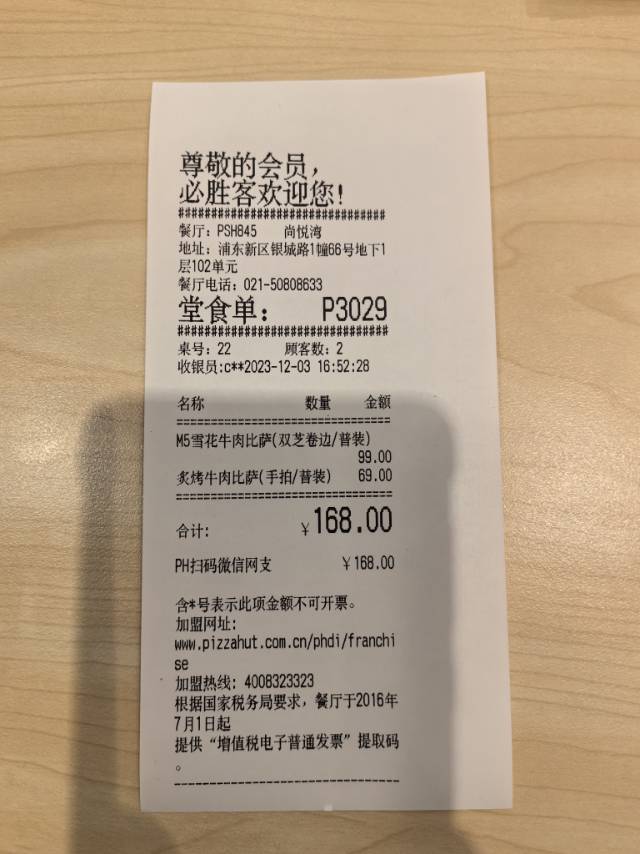 尊敬的会员，
必胜客欢迎您!
################################
餐厅: PSH845 尚悦湾
地址: 浦东新区银城路1幢66号地下1
层102单元
餐厅电话: 021-50808633
堂食单: P3029
################################
桌号: 22 顾客数: 2
收银员:c**2023-12-03 16:52:28
名称 数量 金额
================================
M5雪花牛肉比萨(双芝卷边/普装)
99.00
炙烤牛肉比萨(手拍/普装) 69.00
================================
合计: ￥168.00
PH扫码微信网支 ￥168.00
含*号表示此项金额不可开票。
加盟网址:
www.pizzahut.com.cn/phdi/franchi
se
加盟热线: 4008323323
根据国家税务局要求，餐厅于2016年
7月1日起
提供“增值税电子普通发票”提取码
。
--------------------------------